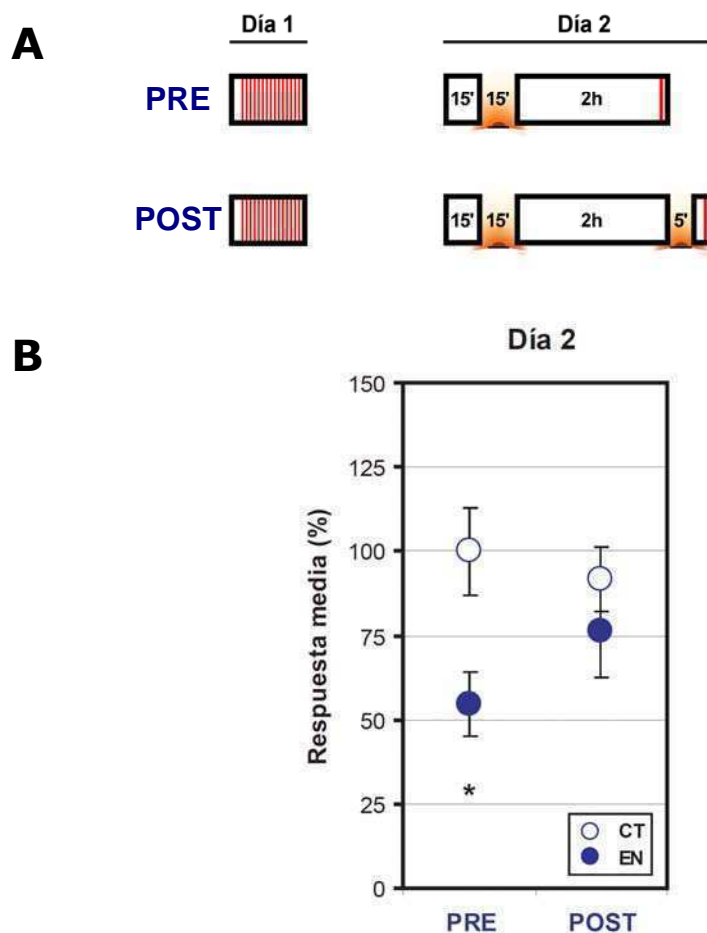 A
Día 1
Día 2
PRE
15' 15' 2h
POST
15' 15' 2h 5'
B
Día 2
Respuesta media (%)
150
125
100
75
50
25
0
*
CT
EN
PRE POST